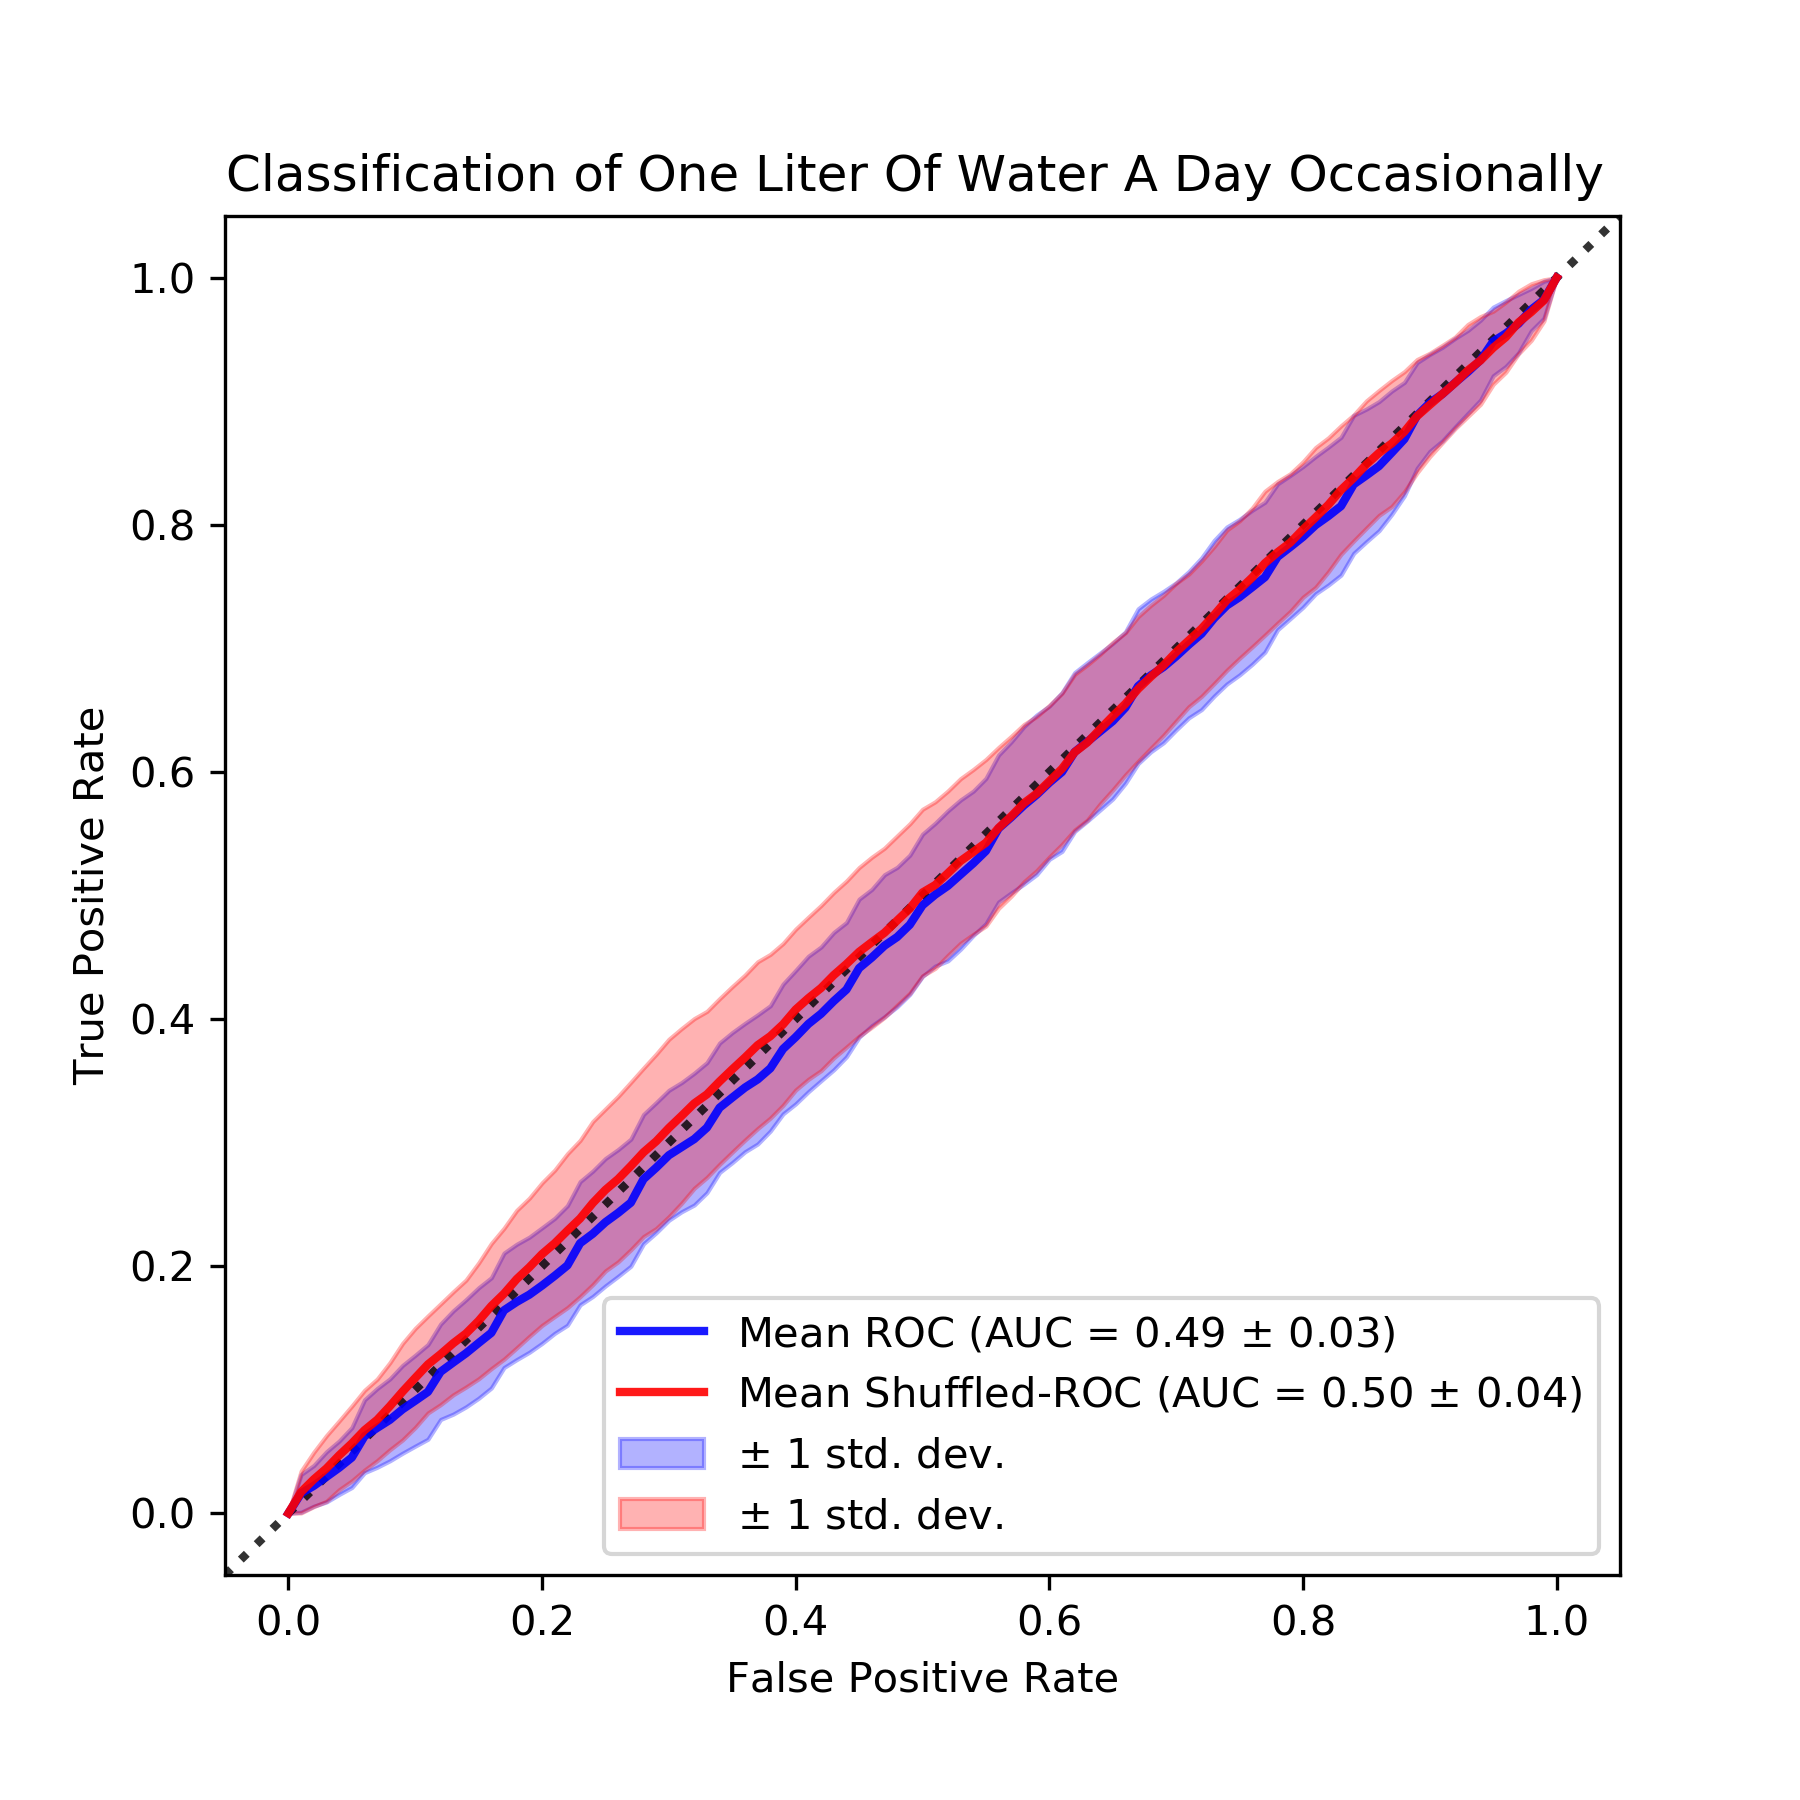 Classification of One Liter Of Water A Day Occasionally
True Positive Rate
1.0
0.8
0.6
0.4
0.2
0.0
Mean ROC (AUC = 0.49 ± 0.03)
Mean Shuffled-ROC (AUC = 0.50 ± 0.04)
± 1 std. dev.
± 1 std. dev.
0.0 0.2 0.4 0.6 0.8 1.0
False Positive Rate